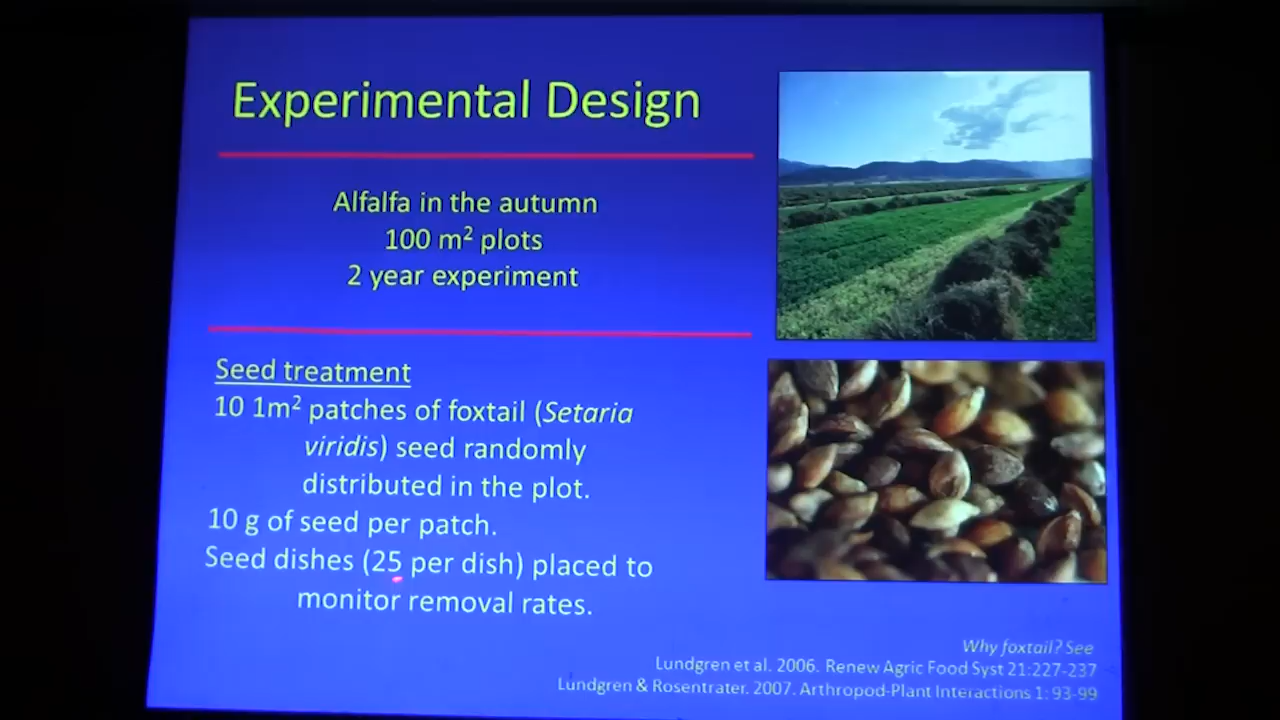 Experimental Design
Alfalfa in the autumn
100 m² plots
2 year experiment
Seed treatment
10 1m² patches of foxtail (Setaria
viridis) seed randomly
distributed in the plot.
10 g of seed per patch.
Seed dishes (25 per dish) placed to
monitor removal rates.
Why foxtail? See
Lundgren et al. 2006. Renew Agric Food Syst 21:227-237
Lundgren & Rosentrater. 2007. Arthropod-Plant Interactions 1: 93-99